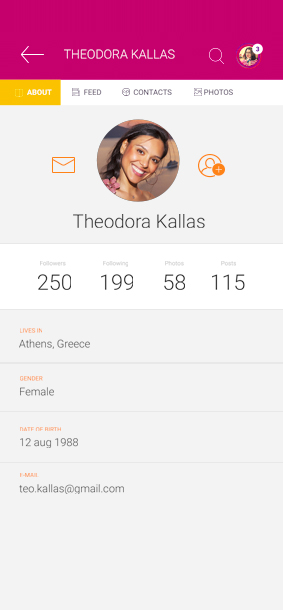 THEODORA KALLAS
3
ABOUT FEED CONTACTS PHOTOS
Theodora Kallas
Followers Following Photos Posts
250 199 58 115
LIVES IN
Athens, Greece
GENDER
Female
DATE OF BIRTH
12 aug 1988
E-MAIL
teo.kallas@gmail.com